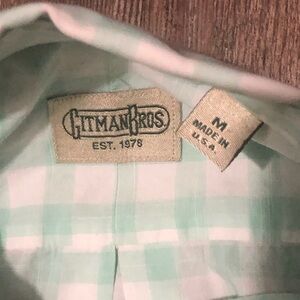 GITMAN BROS.
EST. 1978
M
MADE IN
U.S.A.